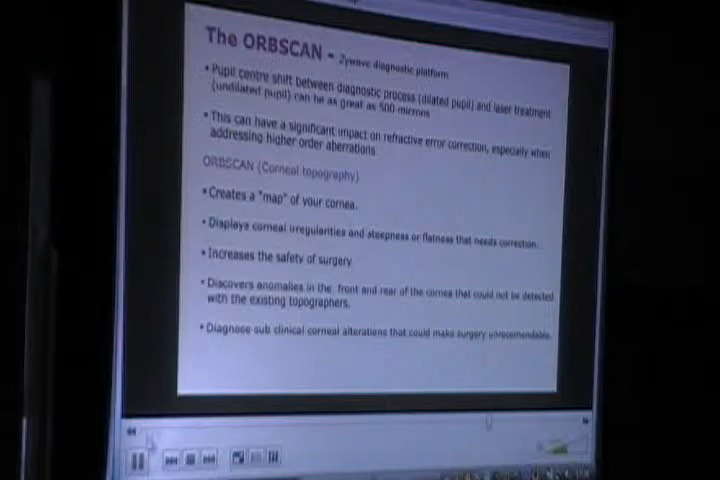 The ORBSCAN - Zywave diagnostic platform
• Pupil centre shift between diagnostic process (dilated pupil) and laser treatment
(undilated pupil) can be as great as 500 microns
• This can have a significant impact on refractive error correction, especially when
addressing higher order aberrations
ORBSCAN (Corneal topography)
• Creates a "map" of your cornea.
• Displays corneal irregularities and steepness or flatness that needs correction.
• Increases the safety of surgery
• Discovers anomalies in the front and rear of the cornea that could not be detected
with the existing topographers.
• Diagnose sub clinical corneal alterations that could make surgery unrecomendable.